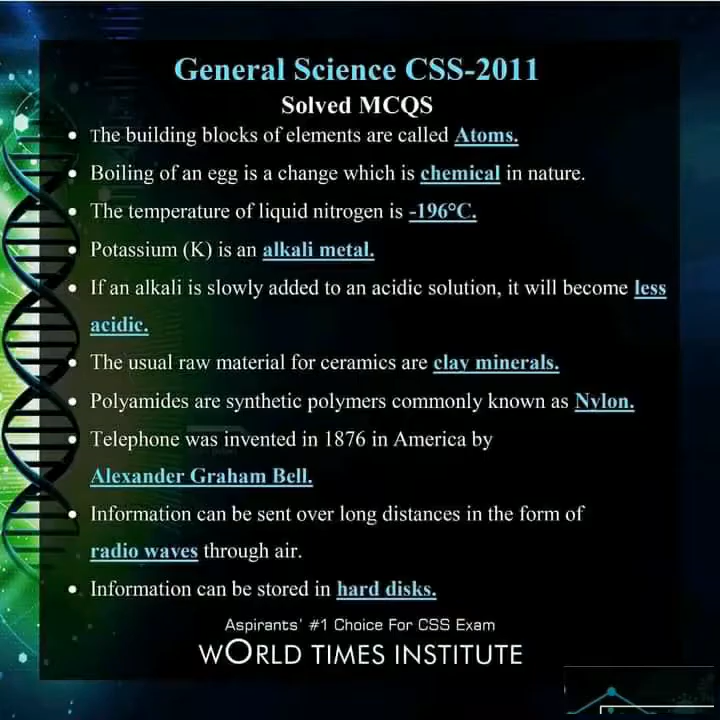 General Science CSS-2011
Solved MCQS
• The building blocks of elements are called Atoms.
• Boiling of an egg is a change which is chemical in nature.
• The temperature of liquid nitrogen is -196°C.
• Potassium (K) is an alkali metal.
• If an alkali is slowly added to an acidic solution, it will become less
acidic.
• The usual raw material for ceramics are clay minerals.
• Polyamides are synthetic polymers commonly known as Nylon.
• Telephone was invented in 1876 in America by
Alexander Graham Bell.
• Information can be sent over long distances in the form of
radio waves through air.
• Information can be stored in hard disks.
Aspirants' #1 Choice For CSS Exam
WORLD TIMES INSTITUTE